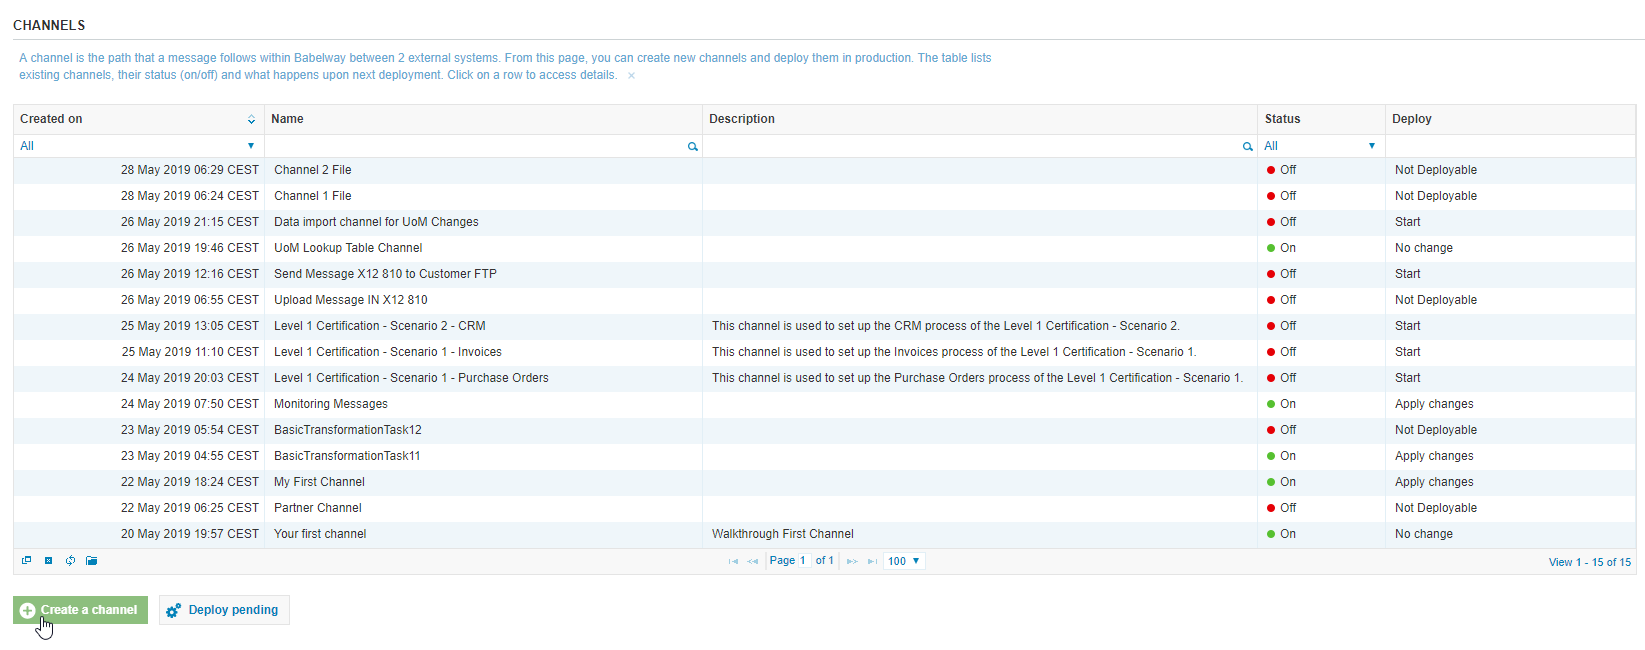 CHANNELS
A channel is the path that a message follows within Babelway between 2 external systems. From this page, you can create new channels and deploy them in production. The table lists
existing channels, their status (on/off) and what happens upon next deployment. Click on a row to access details. ×
Created on Name Description Status Deploy
All All
28 May 2019 06:29 CEST Channel 2 File Off Not Deployable
28 May 2019 06:24 CEST Channel 1 File Off Not Deployable
26 May 2019 21:15 CEST Data import channel for UoM Changes Off Start
26 May 2019 19:46 CEST UoM Lookup Table Channel On No change
26 May 2019 12:16 CEST Send Message X12 810 to Customer FTP Off Start
26 May 2019 06:55 CEST Upload Message IN X12 810 Off Not Deployable
25 May 2019 13:05 CEST Level 1 Certification - Scenario 2 - CRM This channel is used to set up the CRM process of the Level 1 Certification - Scenario 2. Off Start
25 May 2019 11:10 CEST Level 1 Certification - Scenario 1 - Invoices This channel is used to set up the Invoices process of the Level 1 Certification - Scenario 1. Off Start
24 May 2019 20:03 CEST Level 1 Certification - Scenario 1 - Purchase Orders This channel is used to set up the Purchase Orders process of the Level 1 Certification - Scenario 1. Off Start
24 May 2019 07:50 CEST Monitoring Messages On Apply changes
23 May 2019 05:54 CEST BasicTransformationTask12 Off Not Deployable
23 May 2019 04:55 CEST BasicTransformationTask11 On Apply changes
22 May 2019 18:24 CEST My First Channel On Apply changes
22 May 2019 06:25 CEST Partner Channel Off Not Deployable
20 May 2019 19:57 CEST Your first channel Walkthrough First Channel On No change
Page 1 of 1 100 View 1 - 15 of 15
Create a channel Deploy pending